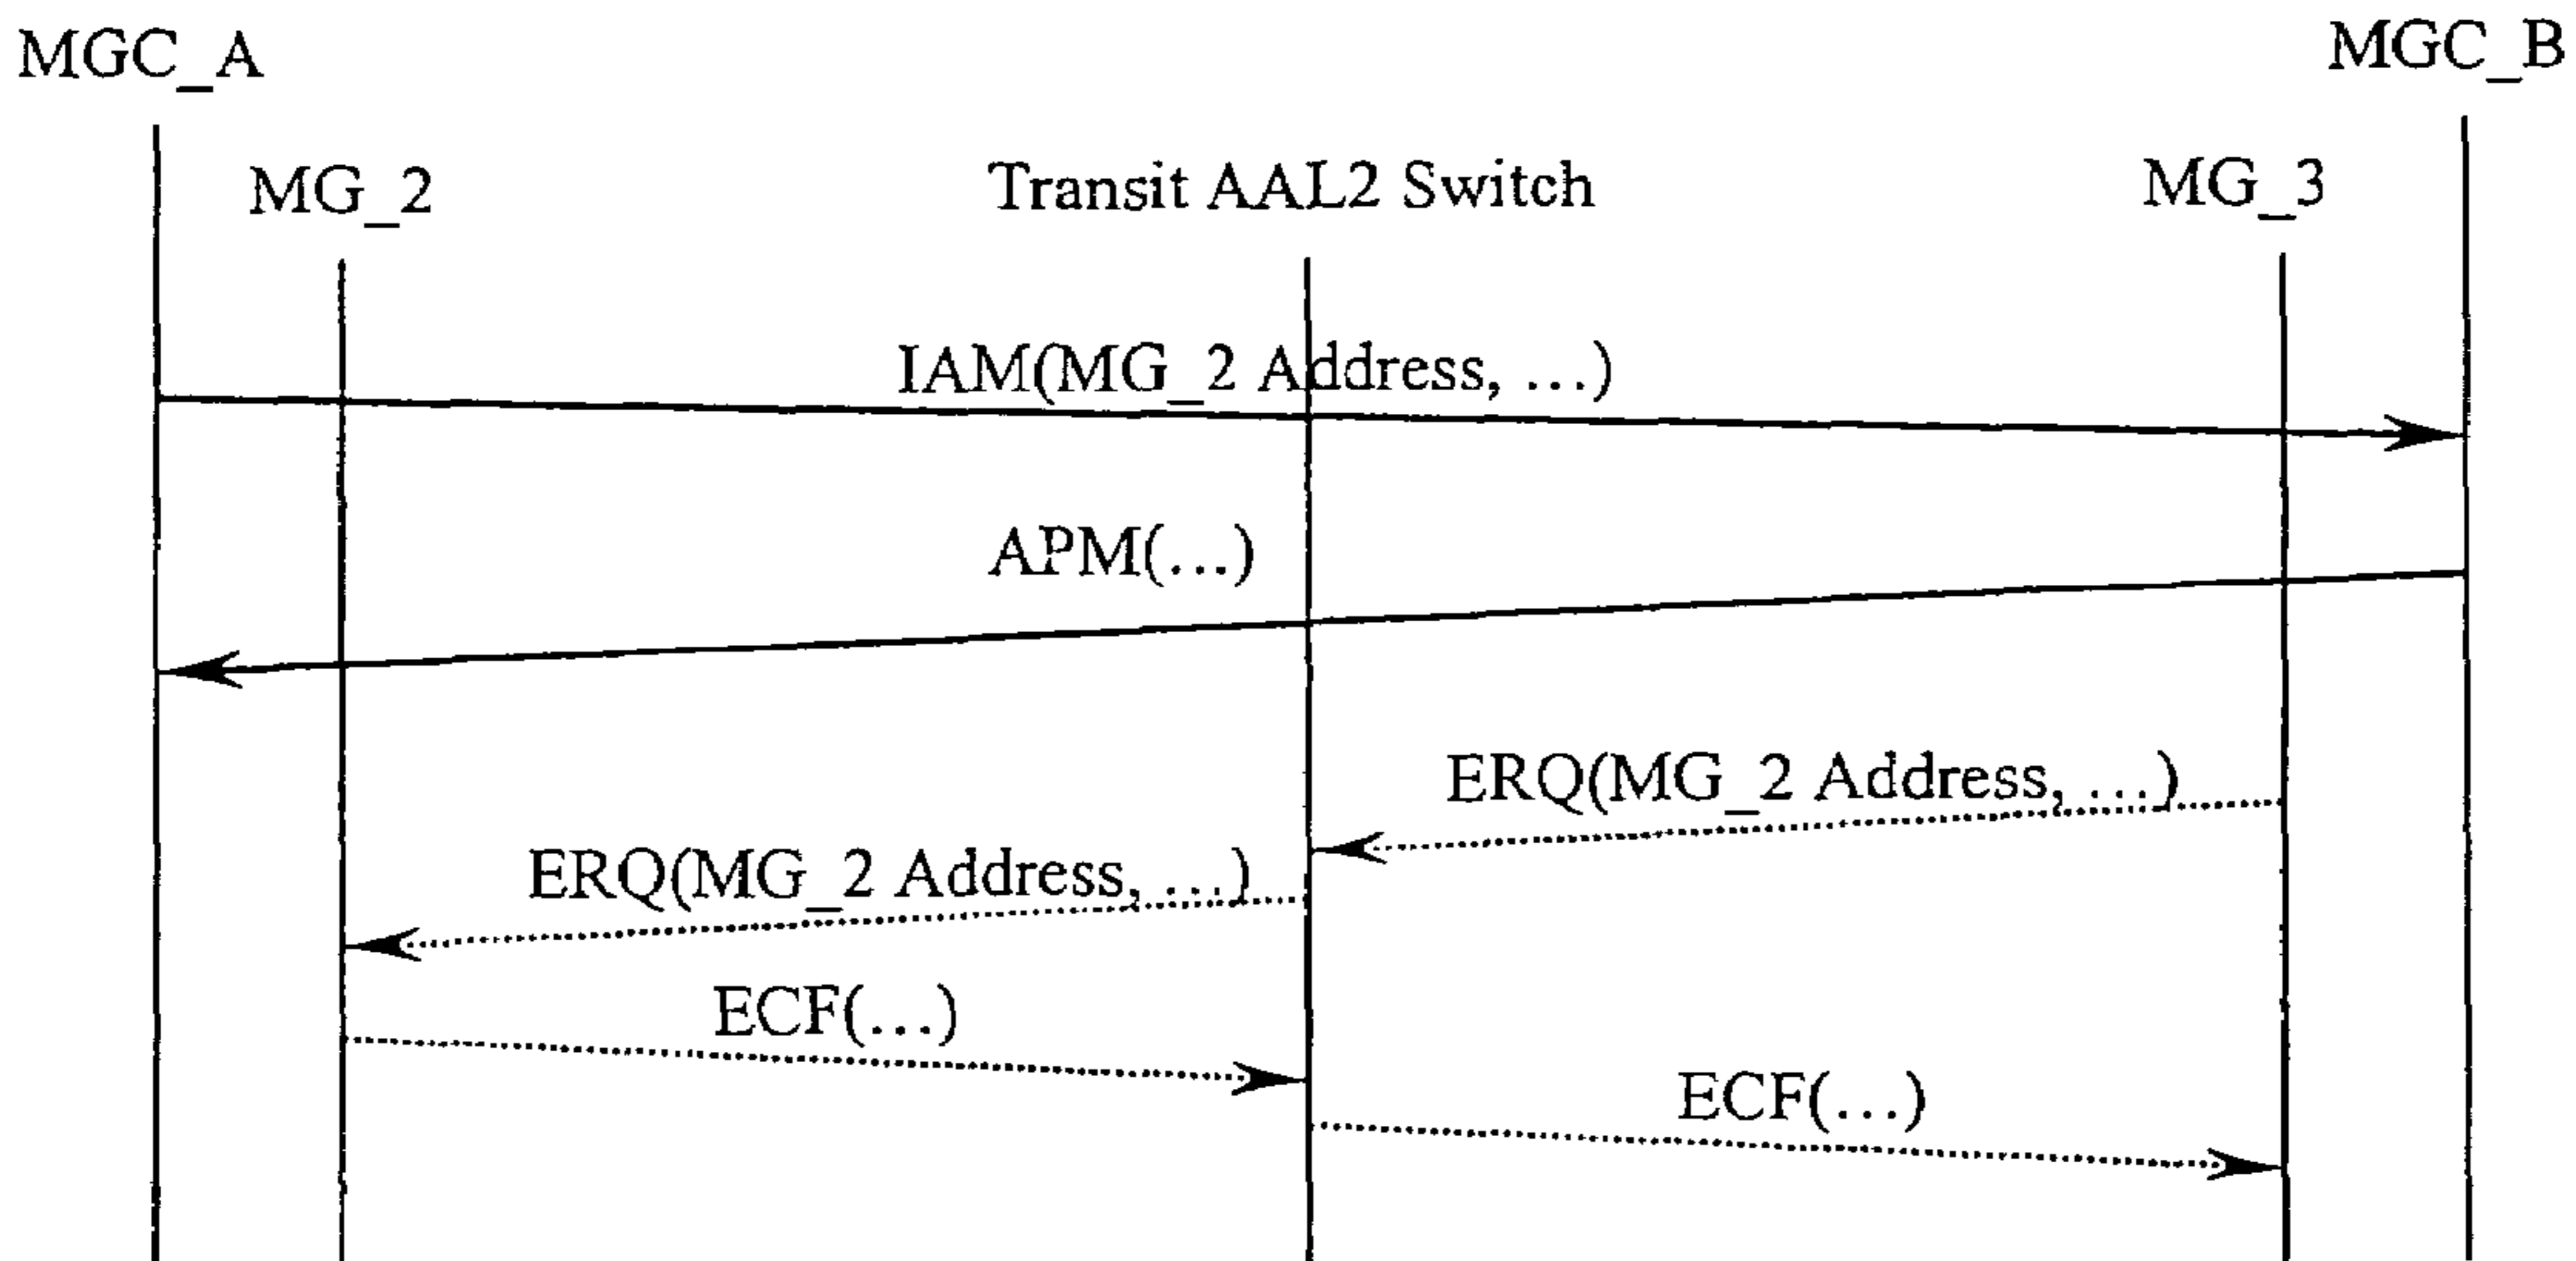 MGC_A
MGC_B
MG_2
Transit AAL2 Switch
MG_3
IAM(MG_2 Address, ...)
APM(...)
ERQ(MG_2 Address, ...)
ERQ(MG_2 Address, ...)
ECF(...)
ECF(...)